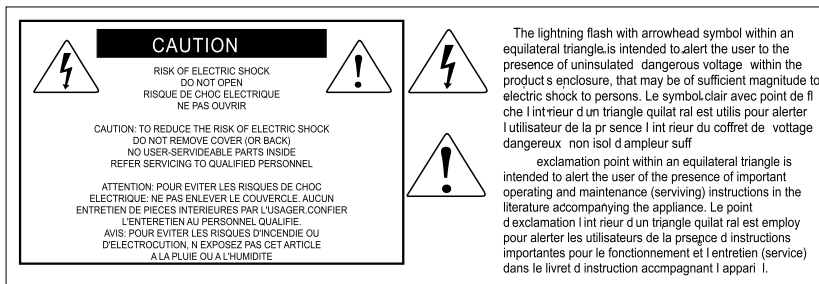 CAUTION
RISK OF ELECTRIC SHOCK
DO NOT OPEN
RISQUE DE CHOC ELECTRIQUE
NE PAS OUVRIR
CAUTION: TO REDUCE THE RISK OF ELECTRIC SHOCK
DO NOT REMOVE COVER (OR BACK)
NO USER-SERVIDEABLE PARTS INSIDE
REFER SERVICING TO QUALIFIED PERSONNEL
ATTENTION: POUR EVITER LES RISQUES DE CHOC
ELECTRIQUE: NE PAS ENLEVER LE COUVERCLE. AUCUN
ENTRETIEN DE PIECES INTERIEURES PAR L'USAGER.CONFIER
L'ENTERETIEN AU PERSONNEL QUALIFIE.
AVIS: POUR EVITER LES RISQUES D'INCENDIE OU
D'ELECTROCUTION, N EXPOSEZ PAS CET ARTICLE
A LA PLUIE OU A L'HUMIDITE
The lightning flash with arrowhead symbol within an
equilateral triangle.is intended to.alert the user to the
presence of uninsulated dangerous voltage within the
product's enclosure, that may be of sufficient magnitude to
electric shock to persons. Le symbol.clair avec point de fl
che l int rieur d un triangle quilat ral est utilis pour alerter
l utilisateur de la pr sence l int rieur du coffret de vottage
dangereux non isol d ampleur suff
exclamation point within an equilateral triangle is
intended to alert the user of the presence of important
operating and maintenance (serviving) instructions in the
literature accompanying the appliance. Le point
d exclamation l int rieur d un triangle quilat ral est employ
pour alerter les utilisateurs de la presence d instructions
importantes pour le fonctionnement et l entretien (service)
dans le livret d instruction accmpagnant l appari l.